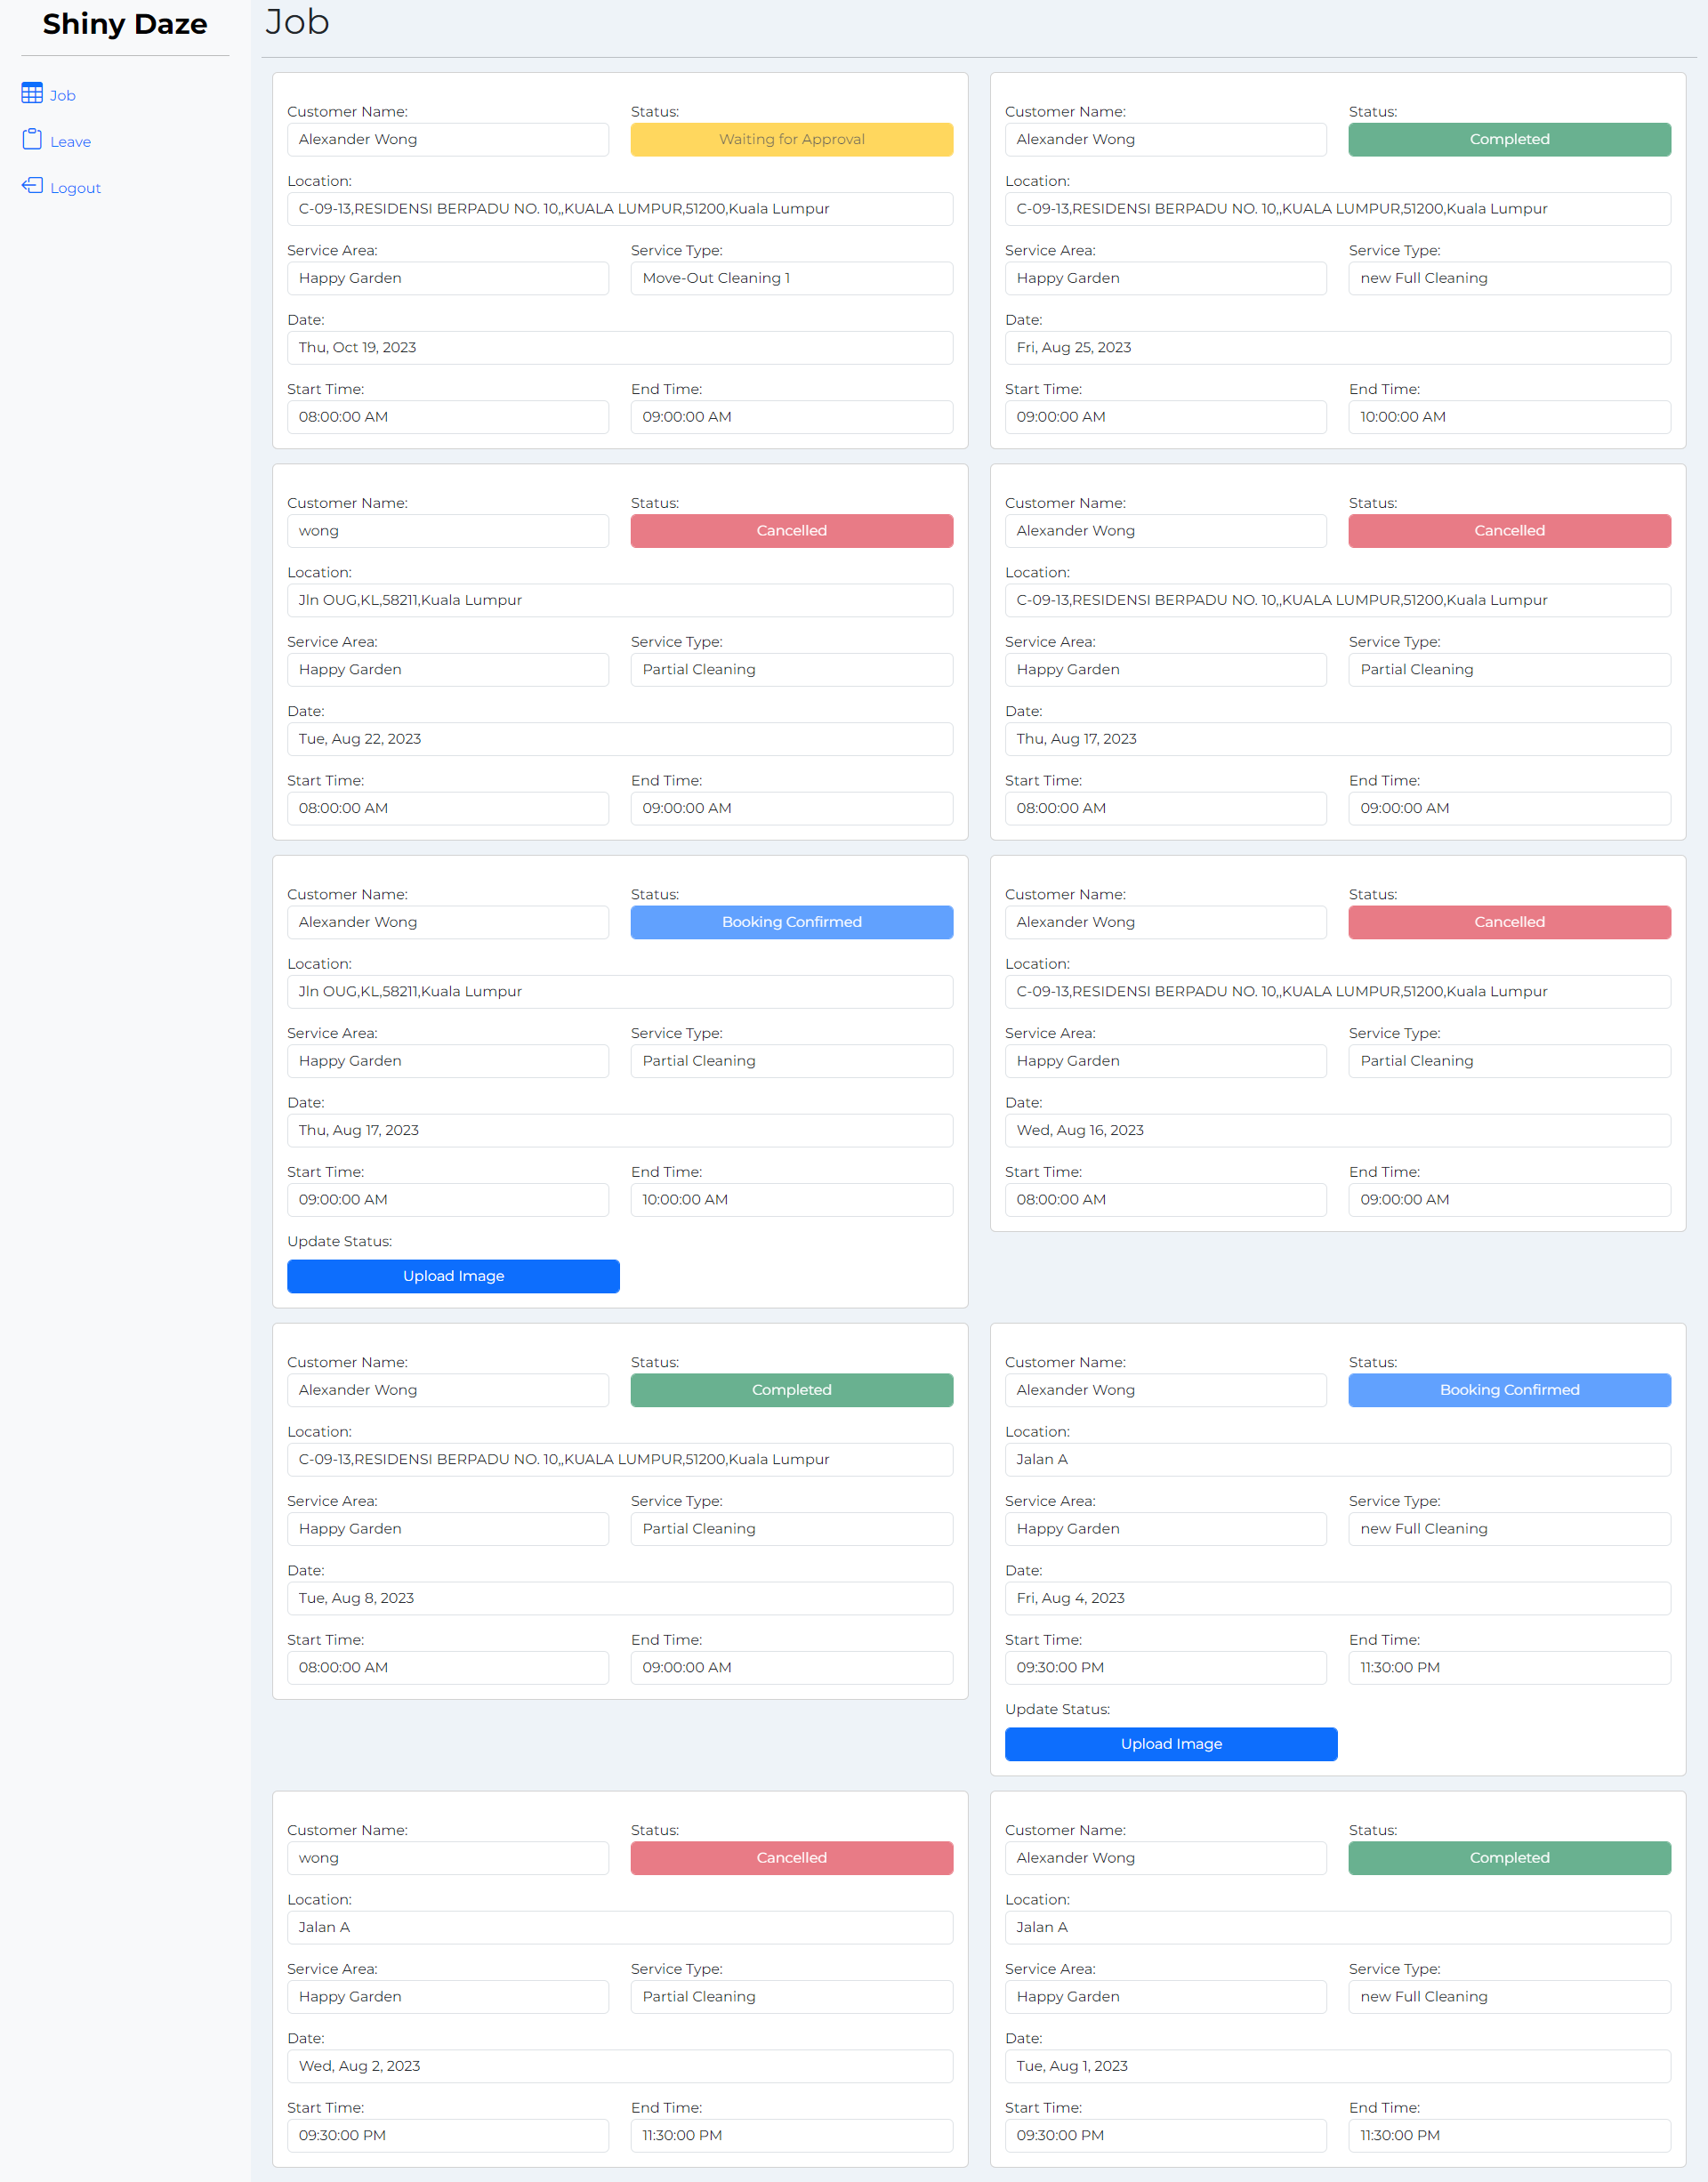 Shiny Daze
Job
Leave
Logout
Job
Customer Name: Status:
Alexander Wong Waiting for Approval
Location:
C-09-13,RESIDENSI BERPADU NO. 10,,KUALA LUMPUR,51200,Kuala Lumpur
Service Area: Service Type:
Happy Garden Move-Out Cleaning 1
Date:
Thu, Oct 19, 2023
Start Time: End Time:
08:00:00 AM 09:00:00 AM
Customer Name: Status:
Alexander Wong Completed
Location:
C-09-13,RESIDENSI BERPADU NO. 10,,KUALA LUMPUR,51200,Kuala Lumpur
Service Area: Service Type:
Happy Garden new Full Cleaning
Date:
Fri, Aug 25, 2023
Start Time: End Time:
09:00:00 AM 10:00:00 AM
Customer Name: Status:
wong Cancelled
Location:
Jln OUG,KL,58211,Kuala Lumpur
Service Area: Service Type:
Happy Garden Partial Cleaning
Date:
Tue, Aug 22, 2023
Start Time: End Time:
08:00:00 AM 09:00:00 AM
Customer Name: Status:
Alexander Wong Cancelled
Location:
C-09-13,RESIDENSI BERPADU NO. 10,,KUALA LUMPUR,51200,Kuala Lumpur
Service Area: Service Type:
Happy Garden Partial Cleaning
Date:
Thu, Aug 17, 2023
Start Time: End Time:
08:00:00 AM 09:00:00 AM
Customer Name: Status:
Alexander Wong Booking Confirmed
Location:
Jln OUG,KL,58211,Kuala Lumpur
Service Area: Service Type:
Happy Garden Partial Cleaning
Date:
Thu, Aug 17, 2023
Start Time: End Time:
09:00:00 AM 10:00:00 AM
Update Status:
Upload Image
Customer Name: Status:
Alexander Wong Cancelled
Location:
C-09-13,RESIDENSI BERPADU NO. 10,,KUALA LUMPUR,51200,Kuala Lumpur
Service Area: Service Type:
Happy Garden Partial Cleaning
Date:
Wed, Aug 16, 2023
Start Time: End Time:
08:00:00 AM 09:00:00 AM
Customer Name: Status:
Alexander Wong Completed
Location:
C-09-13,RESIDENSI BERPADU NO. 10,,KUALA LUMPUR,51200,Kuala Lumpur
Service Area: Service Type:
Happy Garden Partial Cleaning
Date:
Tue, Aug 8, 2023
Start Time: End Time:
08:00:00 AM 09:00:00 AM
Customer Name: Status:
Alexander Wong Booking Confirmed
Location:
Jalan A
Service Area: Service Type:
Happy Garden new Full Cleaning
Date:
Fri, Aug 4, 2023
Start Time: End Time:
09:30:00 PM 11:30:00 PM
Update Status:
Upload Image
Customer Name: Status:
wong Cancelled
Location:
Jalan A
Service Area: Service Type:
Happy Garden Partial Cleaning
Date:
Wed, Aug 2, 2023
Start Time: End Time:
09:30:00 PM 11:30:00 PM
Customer Name: Status:
Alexander Wong Completed
Location:
Jalan A
Service Area: Service Type:
Happy Garden new Full Cleaning
Date:
Tue, Aug 1, 2023
Start Time: End Time:
09:30:00 PM 11:30:00 PM